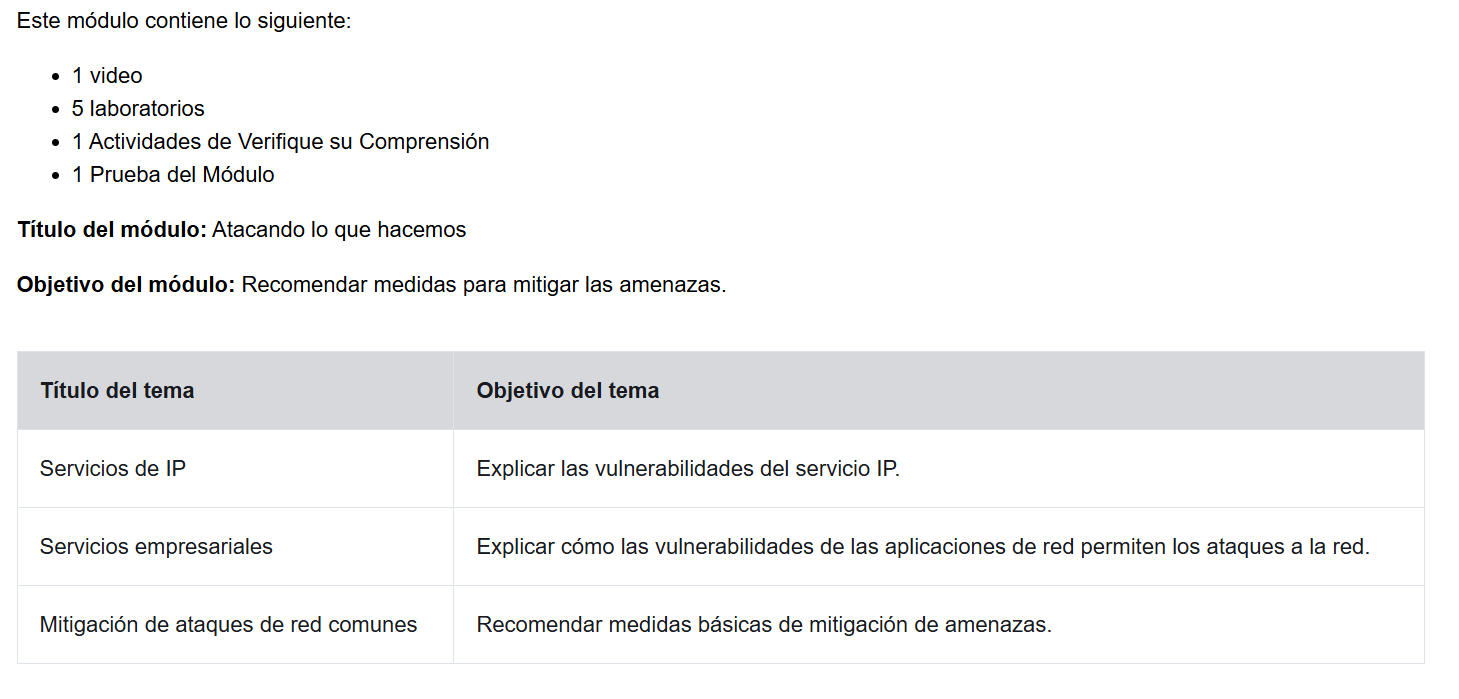 Este módulo contiene lo siguiente:
1 video
5 laboratorios
1 Actividades de Verifique su Comprensión
1 Prueba del Módulo
Título del módulo: Atacando lo que hacemos
Objetivo del módulo: Recomendar medidas para mitigar las amenazas.
Título del tema Objetivo del tema
Servicios de IP Explicar las vulnerabilidades del servicio IP.
Servicios empresariales Explicar cómo las vulnerabilidades de las aplicaciones de red permiten los ataques a la red.
Mitigación de ataques de red comunes Recomendar medidas básicas de mitigación de amenazas.